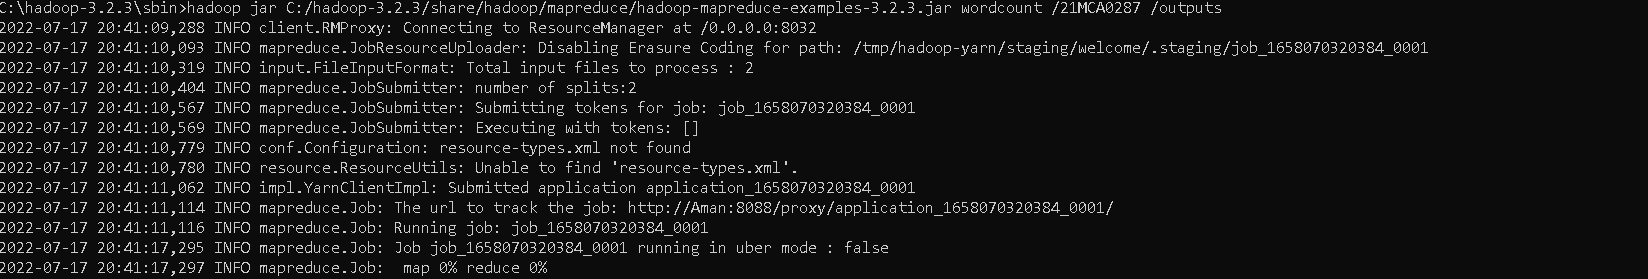 C:\hadoop-3.2.3\sbin>hadoop jar C:/hadoop-3.2.3/share/hadoop/mapreduce/hadoop-mapreduce-examples-3.2.3.jar wordcount /21MCA0287 /outputs
2022-07-17 20:41:09,288 INFO client.RMProxy: Connecting to ResourceManager at /0.0.0.0:8032
2022-07-17 20:41:10,093 INFO mapreduce.JobResourceUploader: Disabling Erasure Coding for path: /tmp/hadoop-yarn/staging/welcome/.staging/job_1658070320384_0001
2022-07-17 20:41:10,319 INFO input.FileInputFormat: Total input files to process : 2
2022-07-17 20:41:10,404 INFO mapreduce.JobSubmitter: number of splits:2
2022-07-17 20:41:10,567 INFO mapreduce.JobSubmitter: Submitting tokens for job: job_1658070320384_0001
2022-07-17 20:41:10,569 INFO mapreduce.JobSubmitter: Executing with tokens: []
2022-07-17 20:41:10,779 INFO conf.Configuration: resource-types.xml not found
2022-07-17 20:41:10,780 INFO resource.ResourceUtils: Unable to find 'resource-types.xml'.
2022-07-17 20:41:11,062 INFO impl.YarnClientImpl: Submitted application application_1658070320384_0001
2022-07-17 20:41:11,114 INFO mapreduce.Job: The url to track the job: http://Aman:8088/proxy/application_1658070320384_0001/
2022-07-17 20:41:11,116 INFO mapreduce.Job: Running job: job_1658070320384_0001
2022-07-17 20:41:17,295 INFO mapreduce.Job: Job job_1658070320384_0001 running in uber mode : false
2022-07-17 20:41:17,297 INFO mapreduce.Job:  map 0% reduce 0%